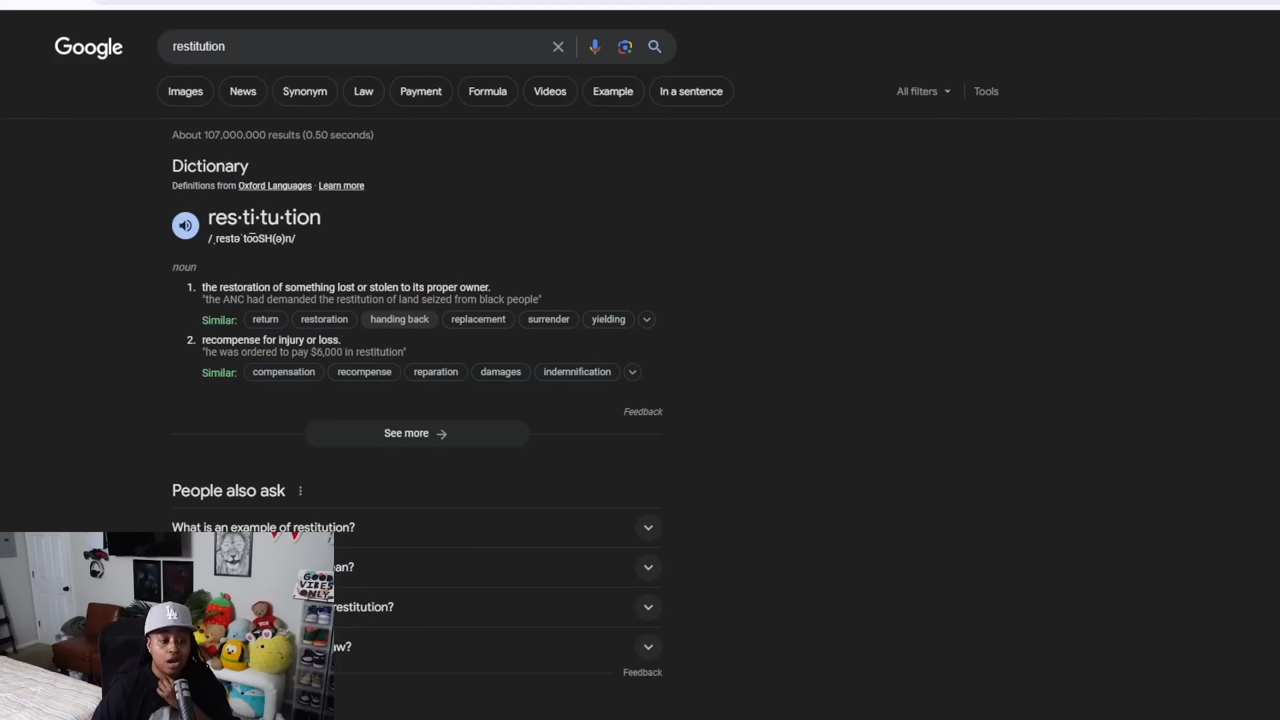 Google
restitution
Images News Synonym Law Payment Formula Videos Example In a sentence All filters Tools
About 107,000,000 results (0.50 seconds)
Dictionary
Definitions from Oxford Languages · Learn more
res·ti·tu·tion
/ˌrestəˈto͞oSH(ə)n/
noun
1. the restoration of something lost or stolen to its proper owner.
"the ANC had demanded the restitution of land seized from black people"
Similar: return restoration handing back replacement surrender yielding
2. recompense for injury or loss.
"he was ordered to pay $6,000 in restitution"
Similar: compensation recompense reparation damages indemnification
Feedback
See more →
People also ask
What is an example of restitution?
restitution?
Feedback
GOOD
VIBES
ONLY
LA